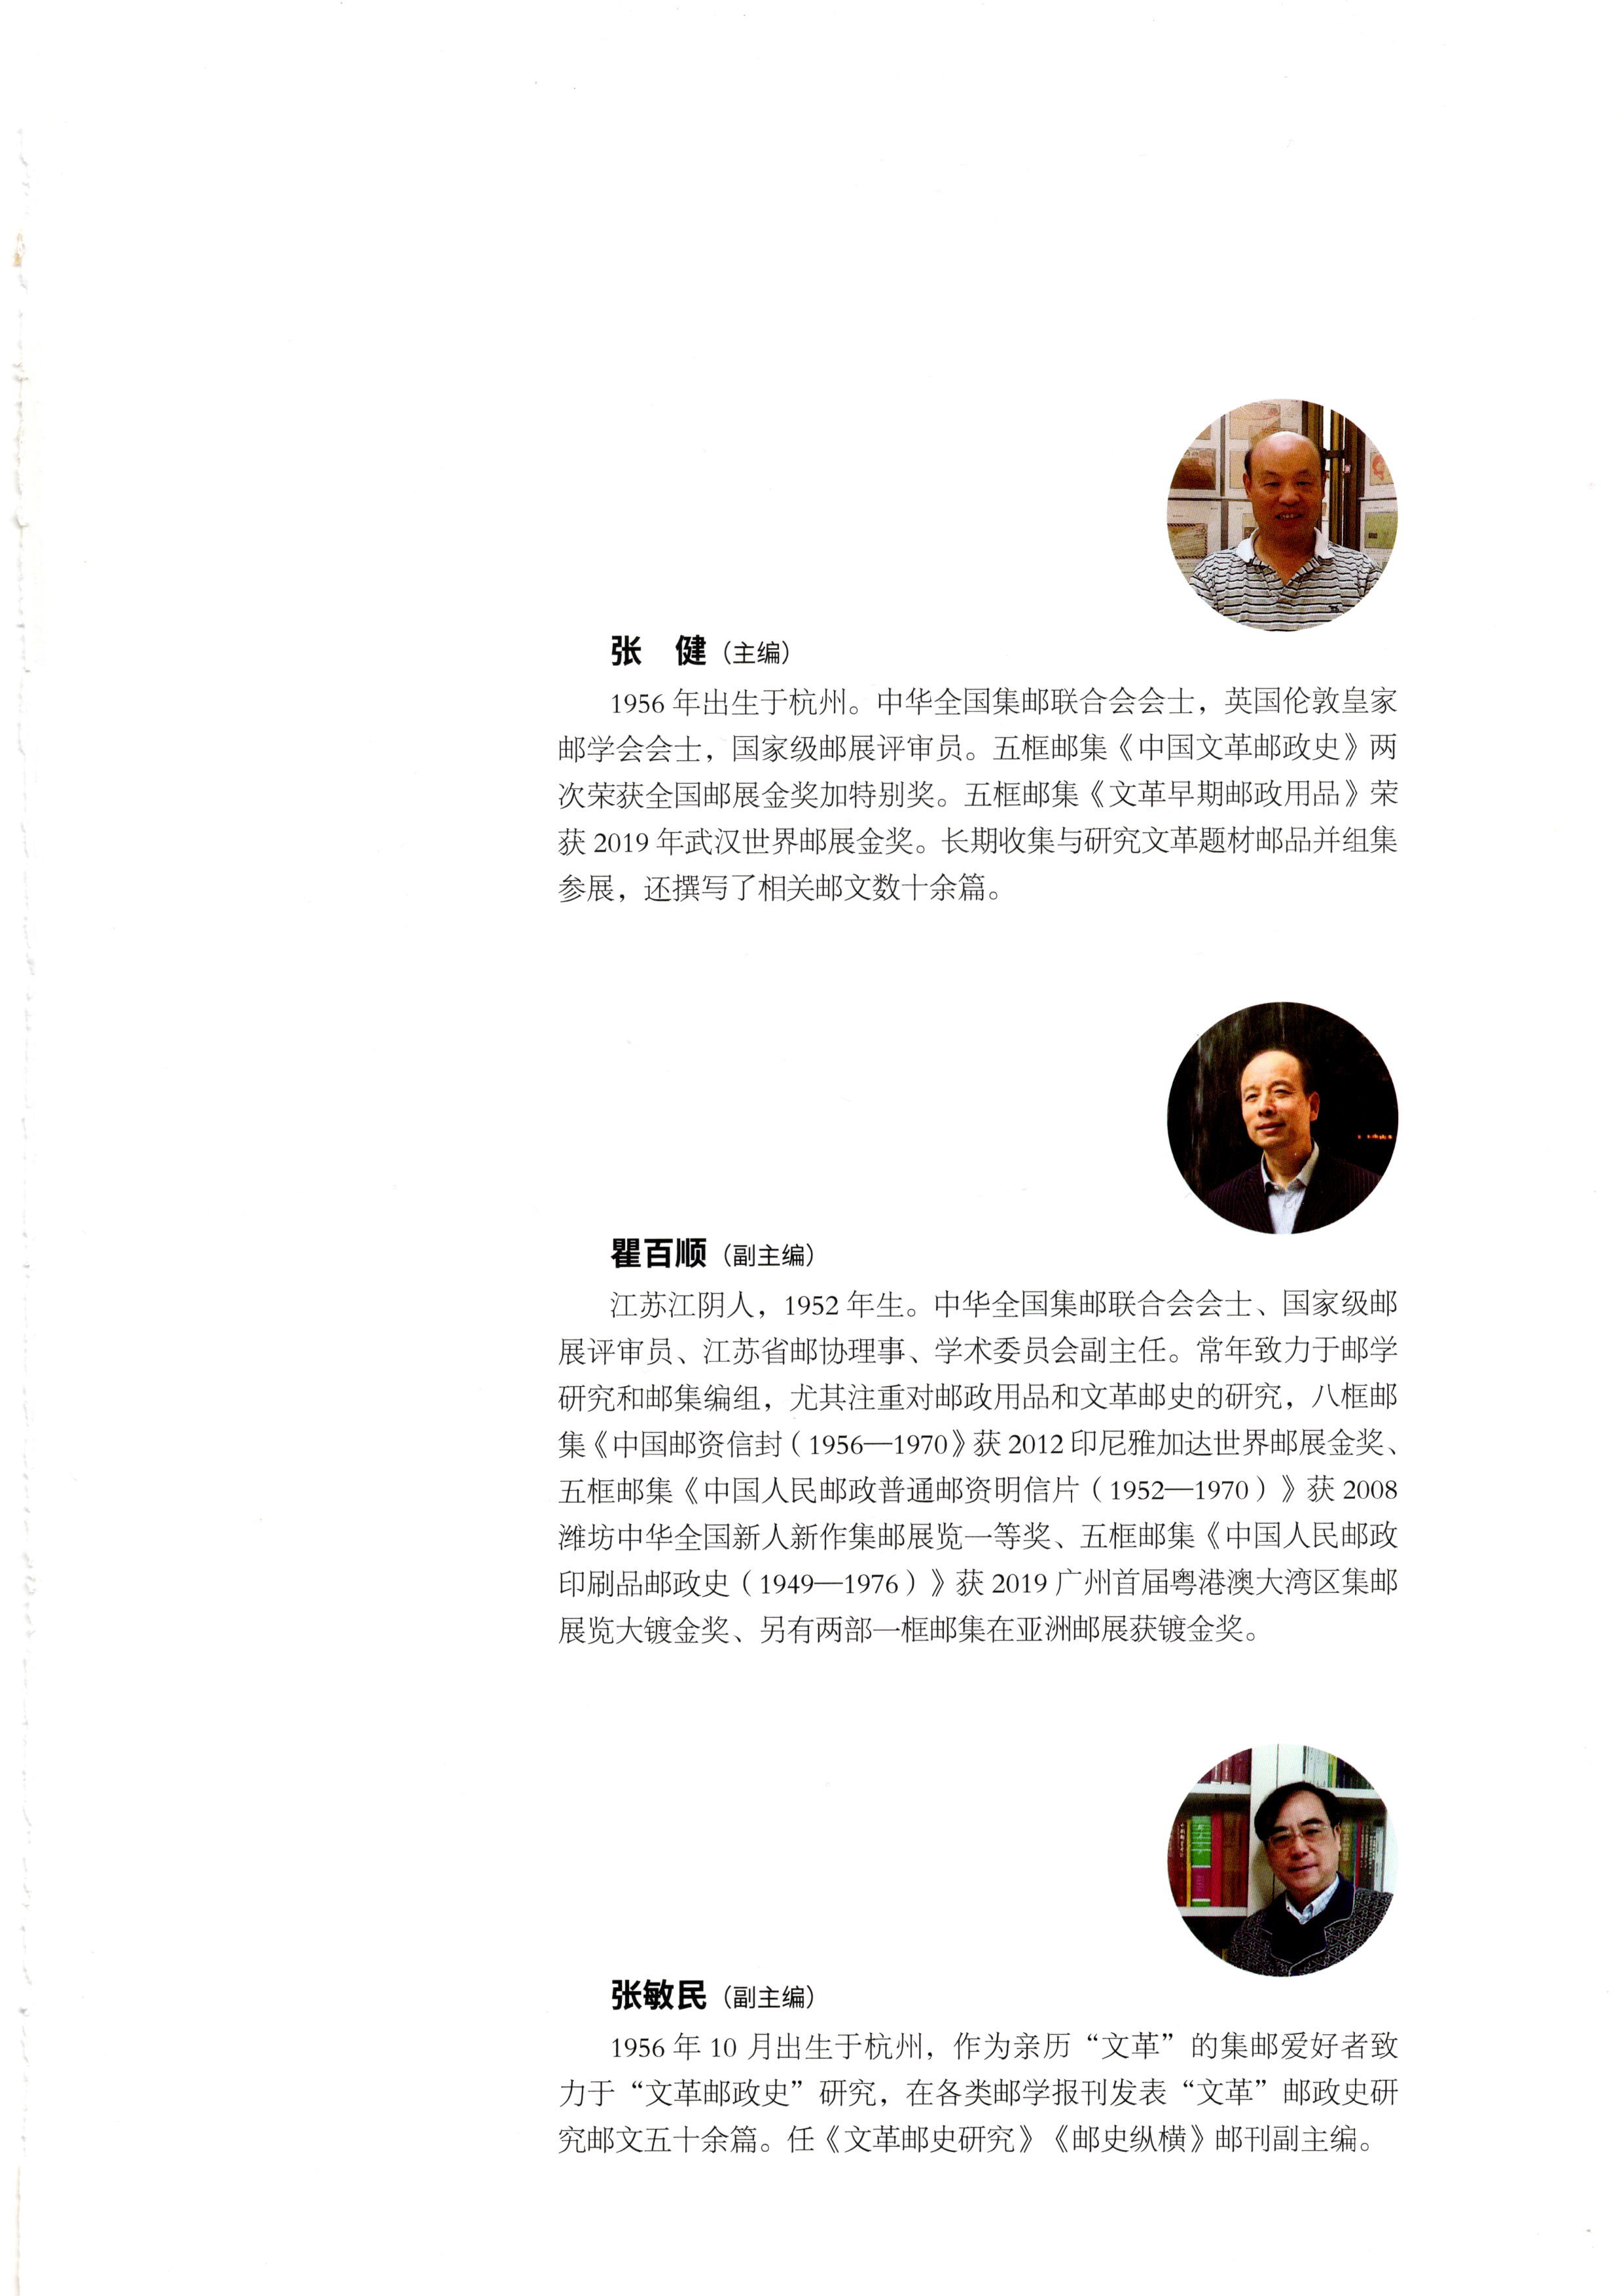 张　健（主编）
1956 年出生于杭州。中华全国集邮联合会会士，英国伦敦皇家
邮学会会士，国家级邮展评审员。五框邮集《中国文革邮政史》两
次荣获全国邮展金奖加特别奖。五框邮集《文革早期邮政用品》荣
获 2019 年武汉世界邮展金奖。长期收集与研究文革题材邮品并组集
参展，还撰写了相关邮文数十余篇。
瞿百顺（副主编）
江苏江阴人，1952 年生。中华全国集邮联合会会士、国家级邮
展评审员、江苏省邮协理事、学术委员会副主任。常年致力于邮学
研究和邮集编组，尤其注重对邮政用品和文革邮史的研究，八框邮
集《中国邮资信封（1956—1970》获 2012 印尼雅加达世界邮展金奖、
五框邮集《中国人民邮政普通邮资明信片（1952—1970）》获 2008
潍坊中华全国新人新作集邮展览一等奖、五框邮集《中国人民邮政
印刷品邮政史（1949—1976）》获 2019 广州首届粤港澳大湾区集邮
展览大镀金奖、另有两部一框邮集在亚洲邮展获镀金奖。
张敏民（副主编）
1956 年 10 月出生于杭州，作为亲历“文革”的集邮爱好者致
力于“文革邮政史”研究，在各类邮学报刊发表“文革”邮政史研
究邮文五十余篇。任《文革邮史研究》《邮史纵横》邮刊副主编。